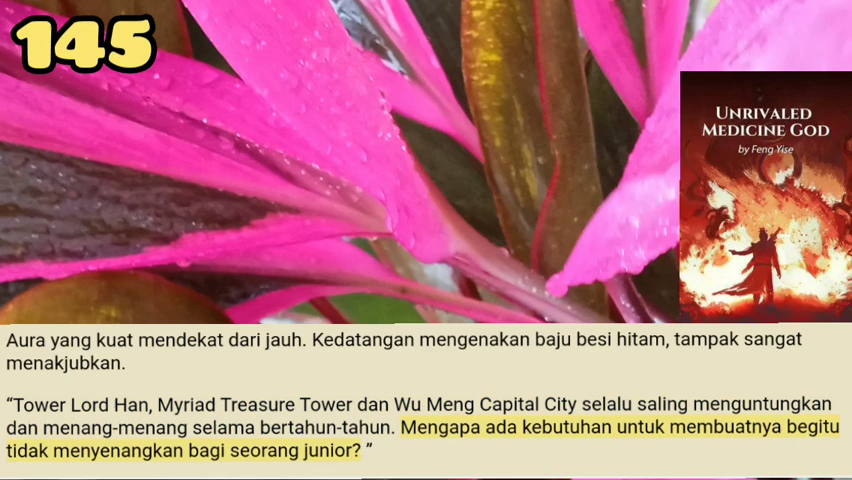 145
UNRIVALED
MEDICINE GOD
by Feng Yise
Aura yang kuat mendekat dari jauh. Kedatangan mengenakan baju besi hitam, tampak sangat
menakjubkan.
“Tower Lord Han, Myriad Treasure Tower dan Wu Meng Capital City selalu saling menguntungkan
dan menang-menang selama bertahun-tahun. Mengapa ada kebutuhan untuk membuatnya begitu
tidak menyenangkan bagi seorang junior? ”